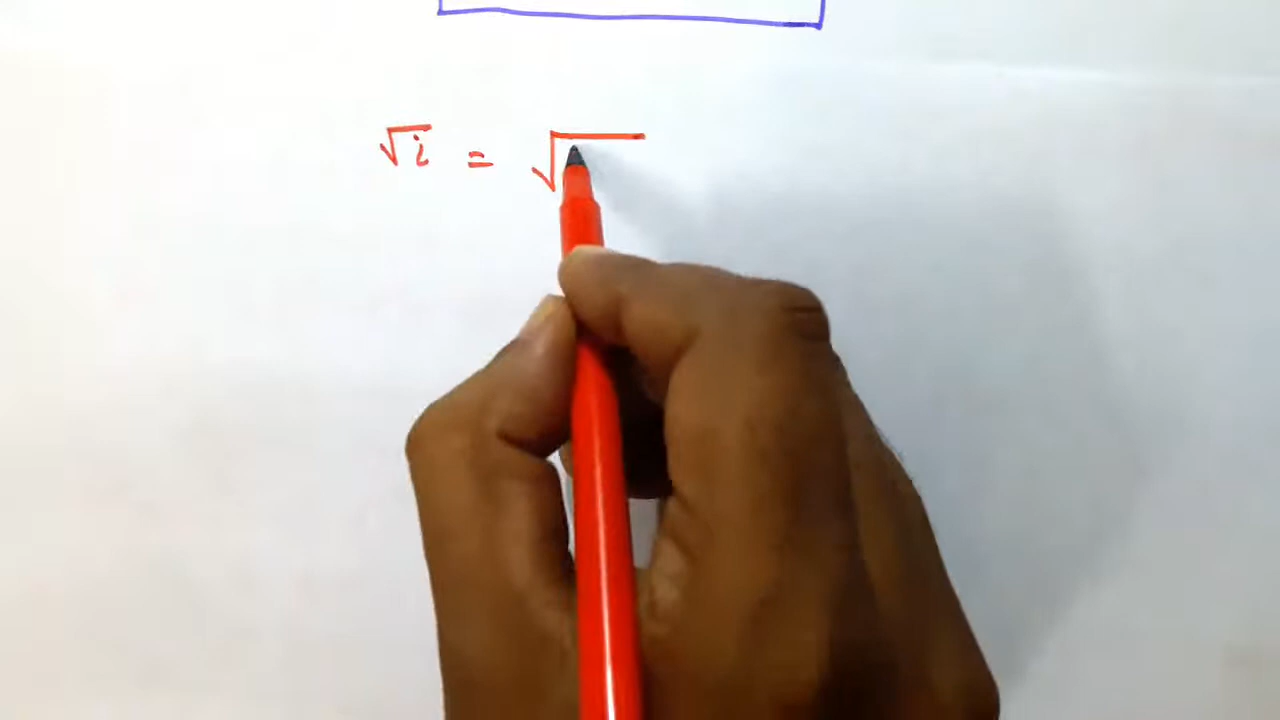 √i = √